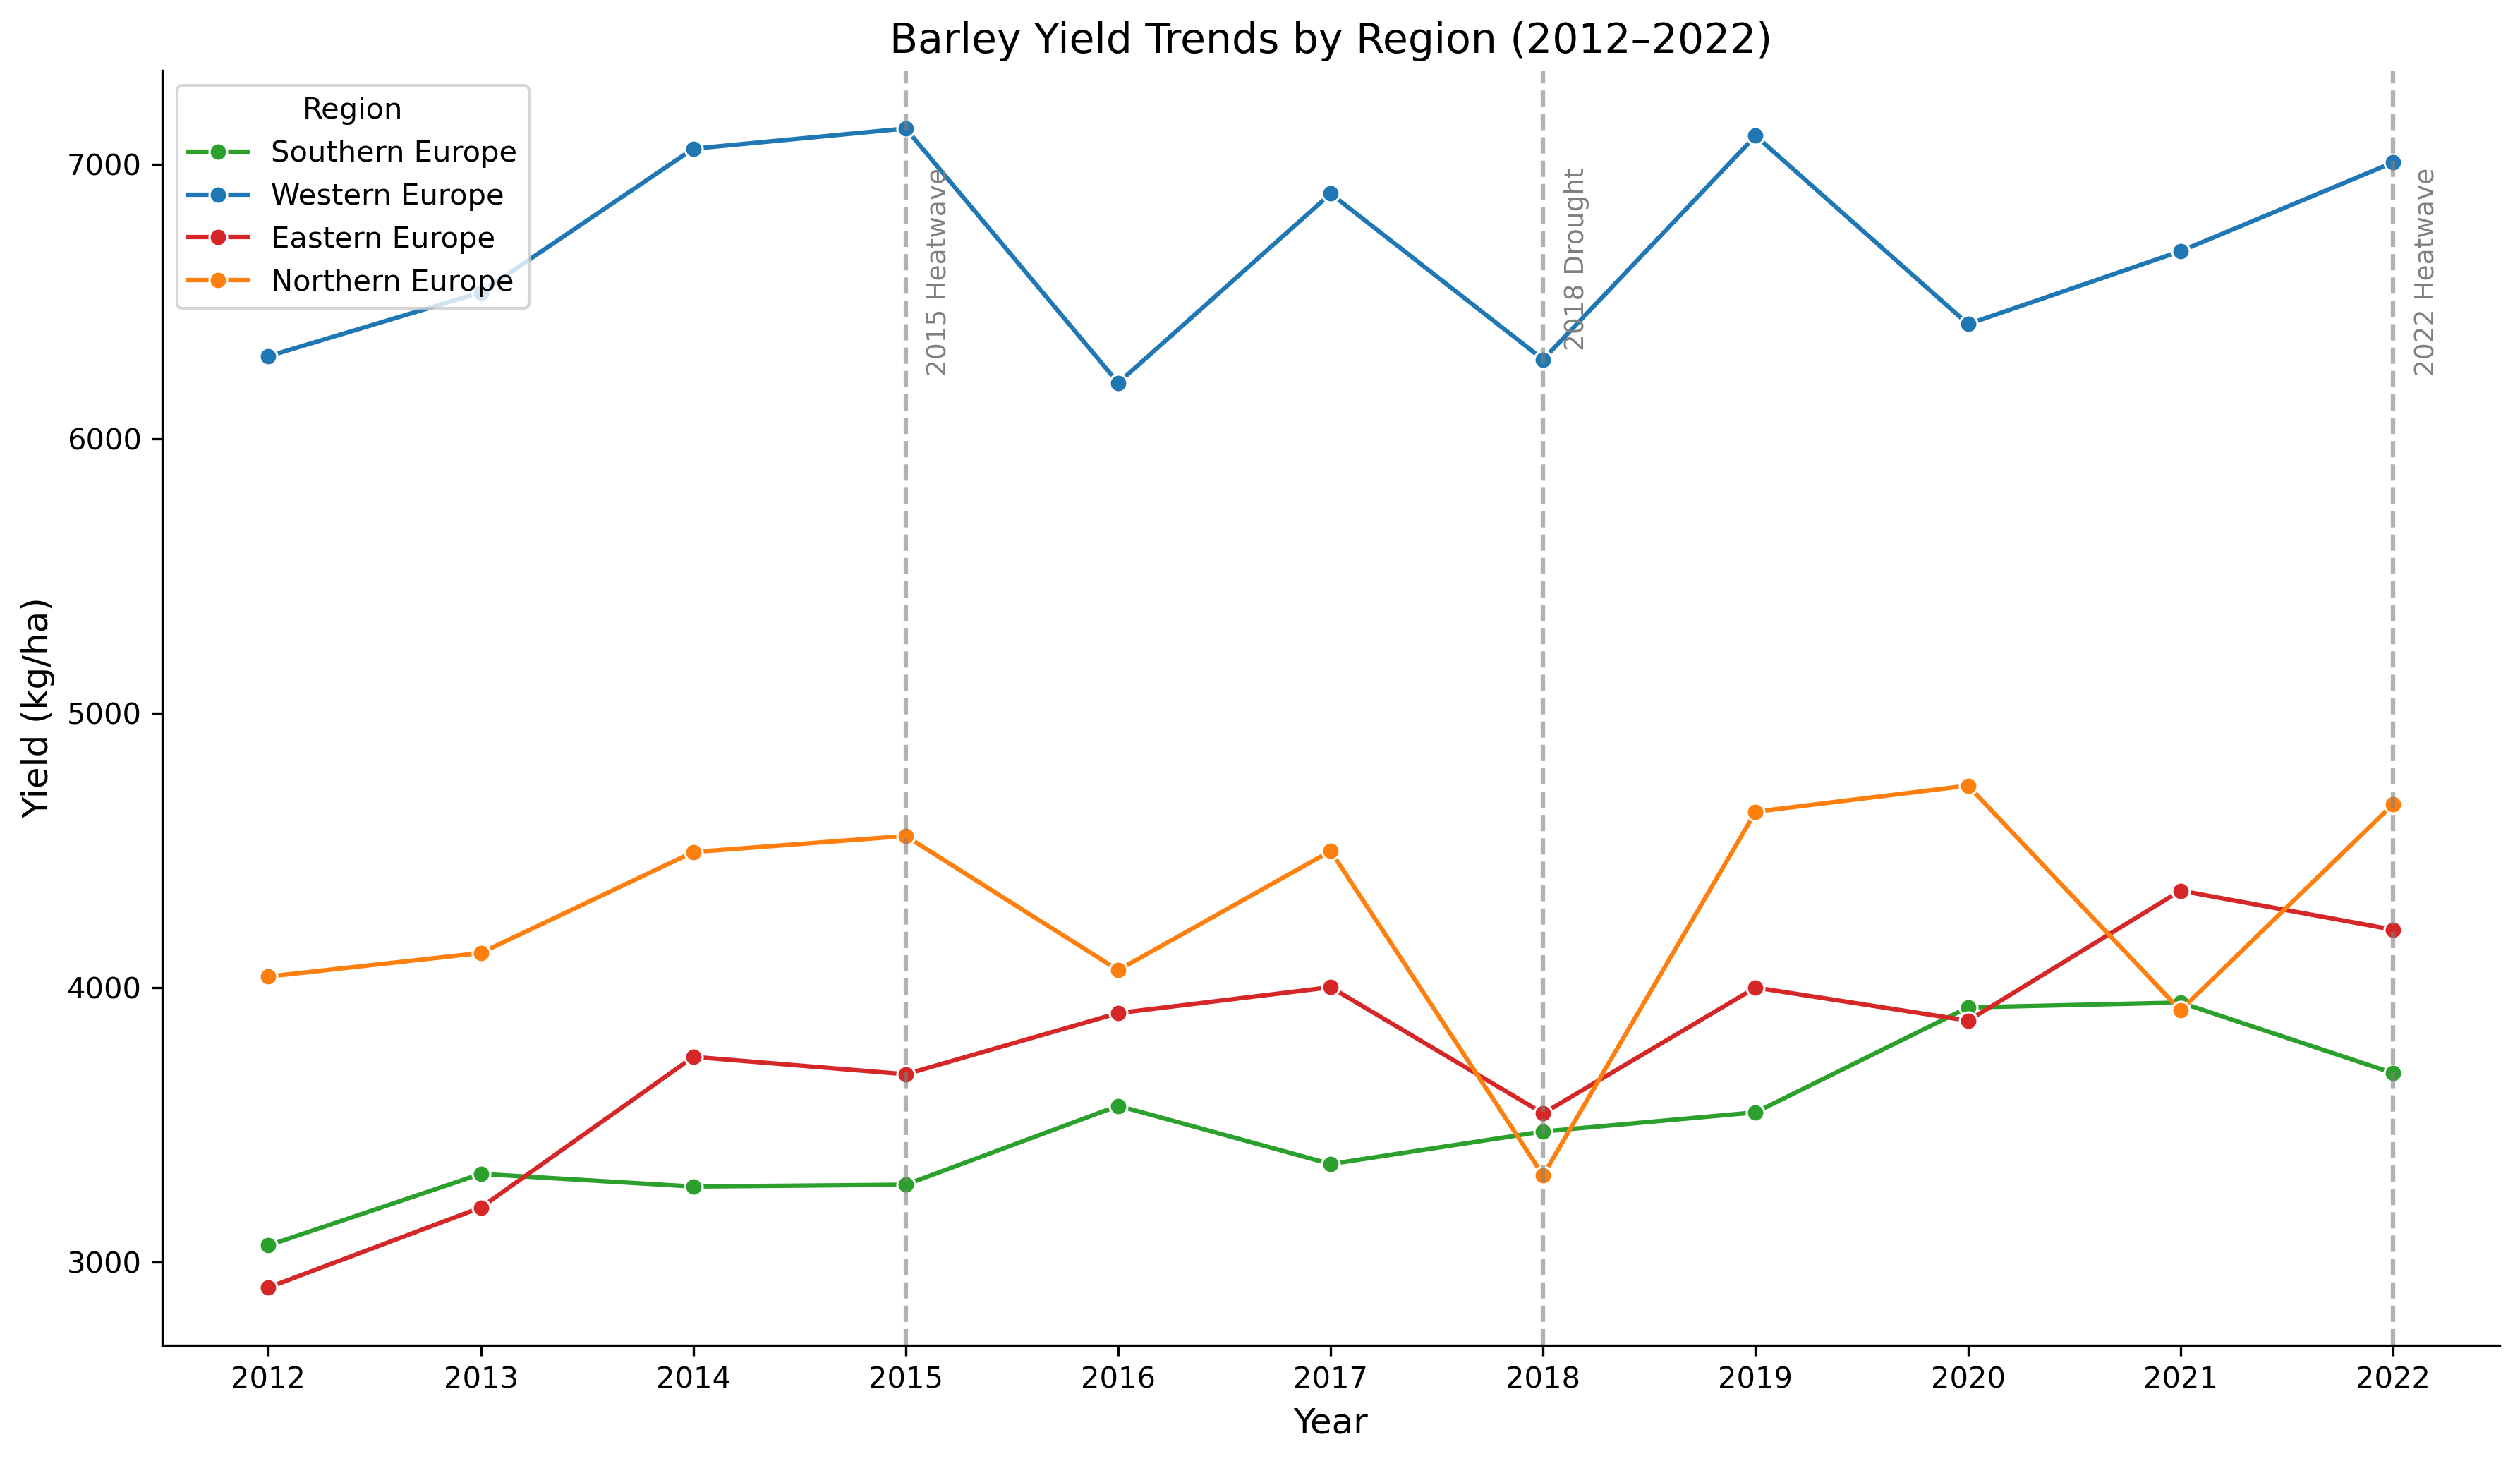 Barley Yield Trends by Region (2012–2022)
Region
Southern Europe
Western Europe
Eastern Europe
Northern Europe
2015 Heatwave
2018 Drought
2022 Heatwave
Yield (kg/ha)
7000
6000
5000
4000
3000
2012 2013 2014 2015 2016 2017 2018 2019 2020 2021 2022
Year